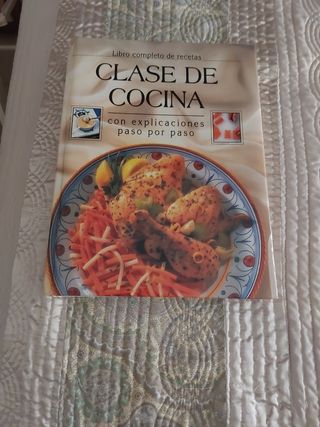 Libro completo de recetas
CLASE DE
COCINA
con explicaciones
paso por paso